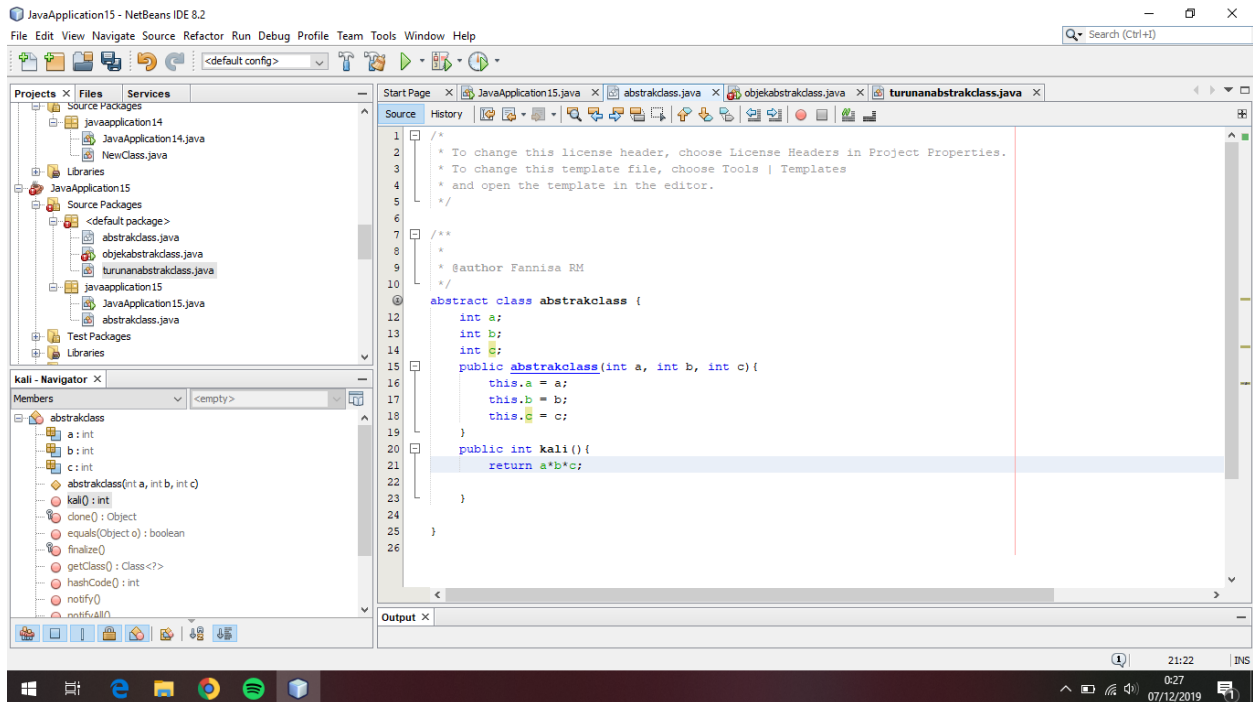 JavaApplication15 - NetBeans IDE 8.2
File Edit View Navigate Source Refactor Run Debug Profile Team Tools Window Help
Search (Ctrl+I)
<default config>
Projects Files Services
Source Packages
javaapplication14
JavaApplication14.java
NewClass.java
Libraries
JavaApplication15
Source Packages
<default package>
abstrakclass.java
objekabstrakclass.java
turunanabstrakclass.java
javaapplication15
JavaApplication15.java
abstrakclass.java
Test Packages
Libraries
kali - Navigator
Members <empty>
abstrakclass
a : int
b : int
c : int
abstrakclass(int a, int b, int c)
kali() : int
clone() : Object
equals(Object o) : boolean
finalize()
getClass() : Class<?>
hashCode() : int
notify()
notifyAll()
Start Page JavaApplication15.java abstrakclass.java objekabstrakclass.java turunanabstrakclass.java
Source History
1 /*
2 * To change this license header, choose License Headers in Project Properties.
3 * To change this template file, choose Tools | Templates
4 * and open the template in the editor.
5 */
6
7 /**
8 *
9 * @author Fannisa RM
10 */
abstract class abstrakclass {
12 int a;
13 int b;
14 int c;
15 public abstrakclass(int a, int b, int c){
16 this.a = a;
17 this.b = b;
18 this.c = c;
19 }
20 public int kali(){
21 return a*b*c;
22
23 }
24
25 }
26
Output
1 21:22 INS
0:27
07/12/2019
1